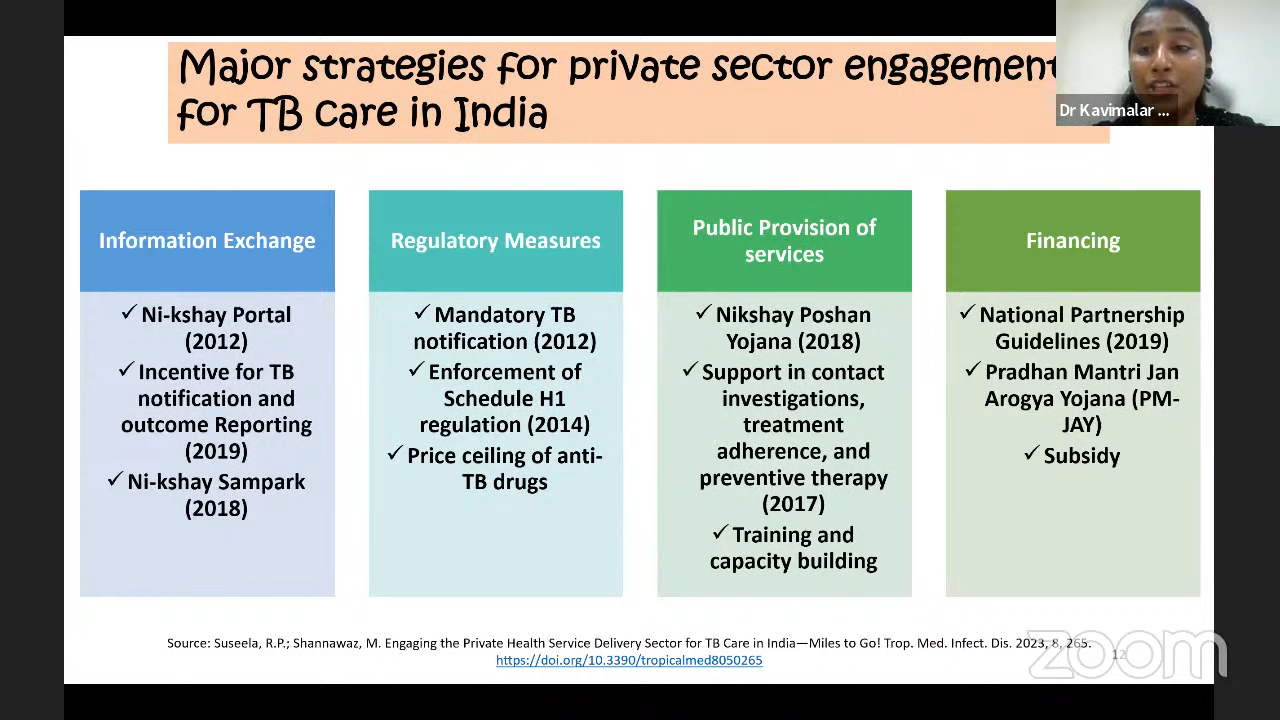 Major strategies for private sector engagement
for TB care in India
Dr Kavimalar ...
Information Exchange
✓Ni-kshay Portal
(2012)
✓Incentive for TB
notification and
outcome Reporting
(2019)
✓Ni-kshay Sampark
(2018)
Regulatory Measures
✓Mandatory TB
notification (2012)
✓Enforcement of
Schedule H1
regulation (2014)
✓Price ceiling of anti-
TB drugs
Public Provision of
services
✓Nikshay Poshan
Yojana (2018)
✓Support in contact
investigations,
treatment
adherence, and
preventive therapy
(2017)
✓Training and
capacity building
Financing
✓National Partnership
Guidelines (2019)
✓Pradhan Mantri Jan
Arogya Yojana (PM-
JAY)
✓Subsidy
Source: Suseela, R.P.; Shannawaz, M. Engaging the Private Health Service Delivery Sector for TB Care in India—Miles to Go! Trop. Med. Infect. Dis. 2023, 8, 265.
https://doi.org/10.3390/tropicalmed8050265
12
zoom